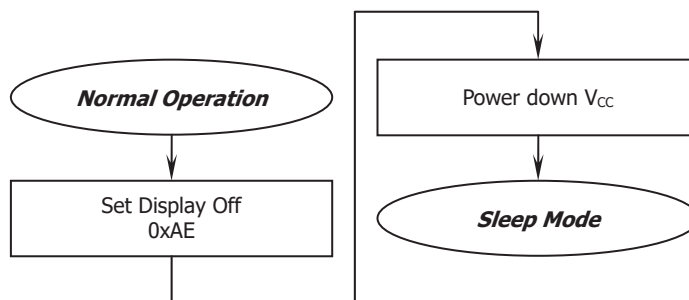 Normal Operation
Set Display Off
0xAE
Power down VCC
Sleep Mode